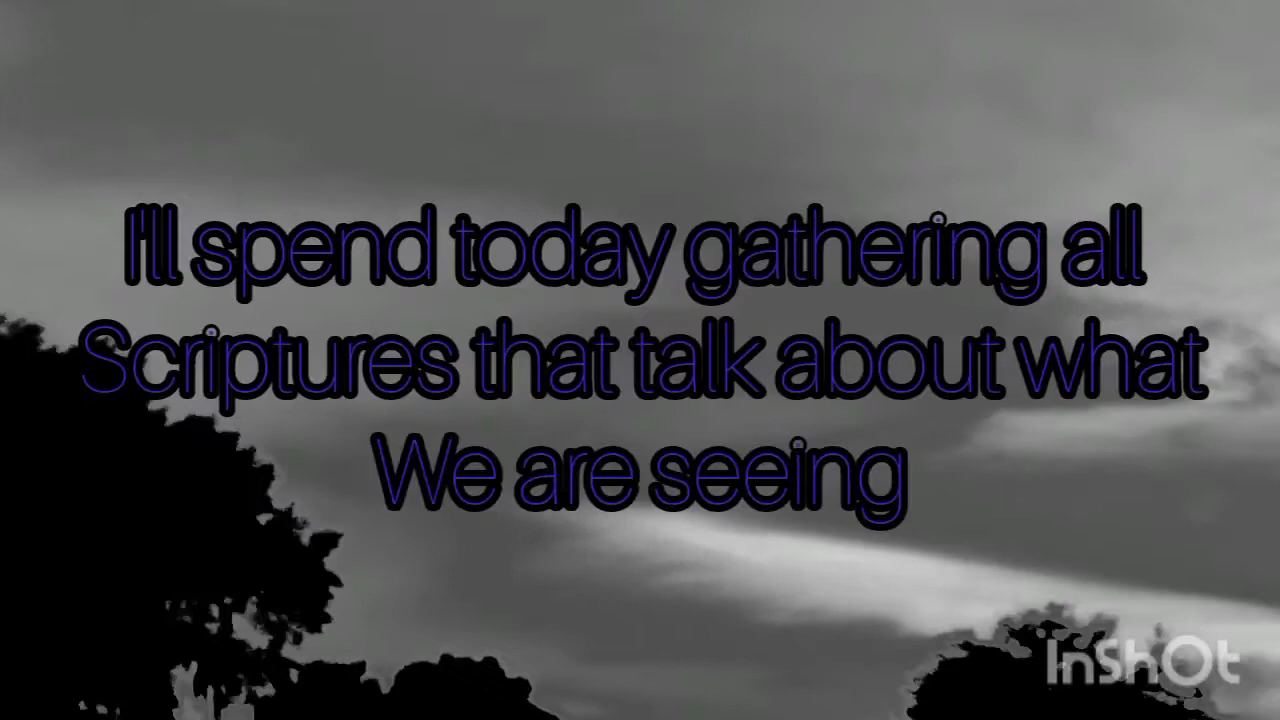 I'll spend today gathering all
Scriptures that talk about what
We are seeing
InShOt